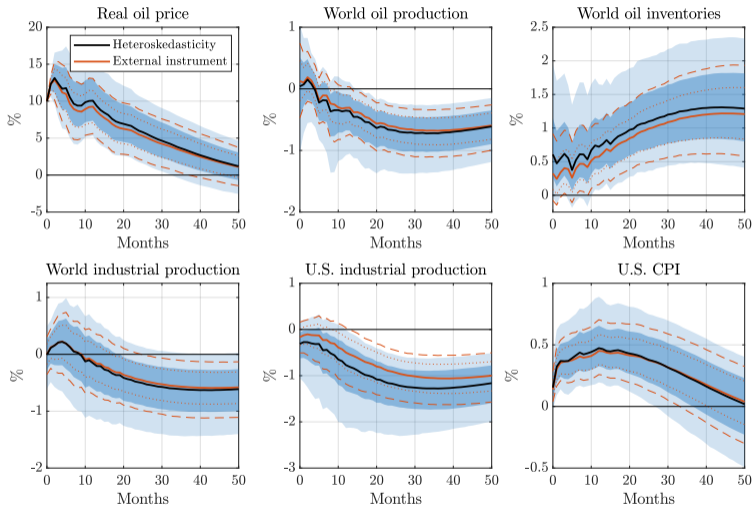 Real oil price
World oil production
World oil inventories
20
15
10
5
0
-5
%
Heteroskedasticity
External instrument
0 10 20 30 40 50
Months
1
0
-1
-2
%
0 10 20 30 40 50
Months
2.5
2
1.5
1
0.5
0
%
0 10 20 30 40 50
Months
World industrial production
U.S. industrial production
U.S. CPI
1
0
-1
-2
%
0 10 20 30 40 50
Months
1
0
-1
-2
-3
%
0 10 20 30 40 50
Months
1
0.5
0
-0.5
%
0 10 20 30 40 50
Months